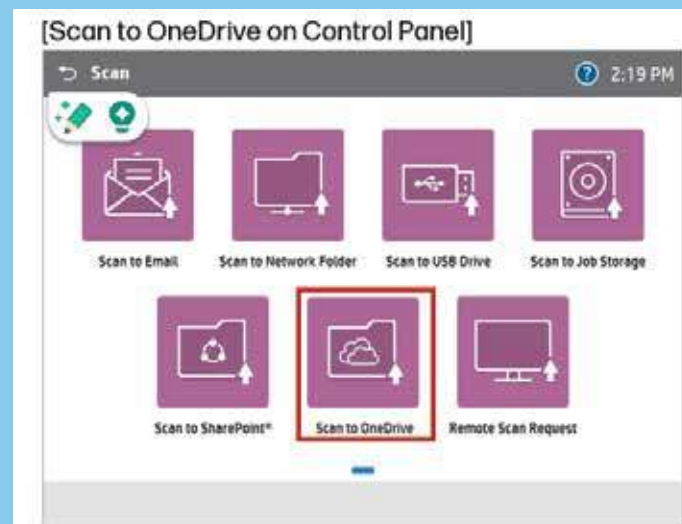 [Scan to OneDrive on Control Panel]
Scan
2:19 PM
Scan to Email
Scan to Network Folder
Scan to USB Drive
Scan to Job Storage
Scan to SharePoint®
Scan to OneDrive
Remote Scan Request